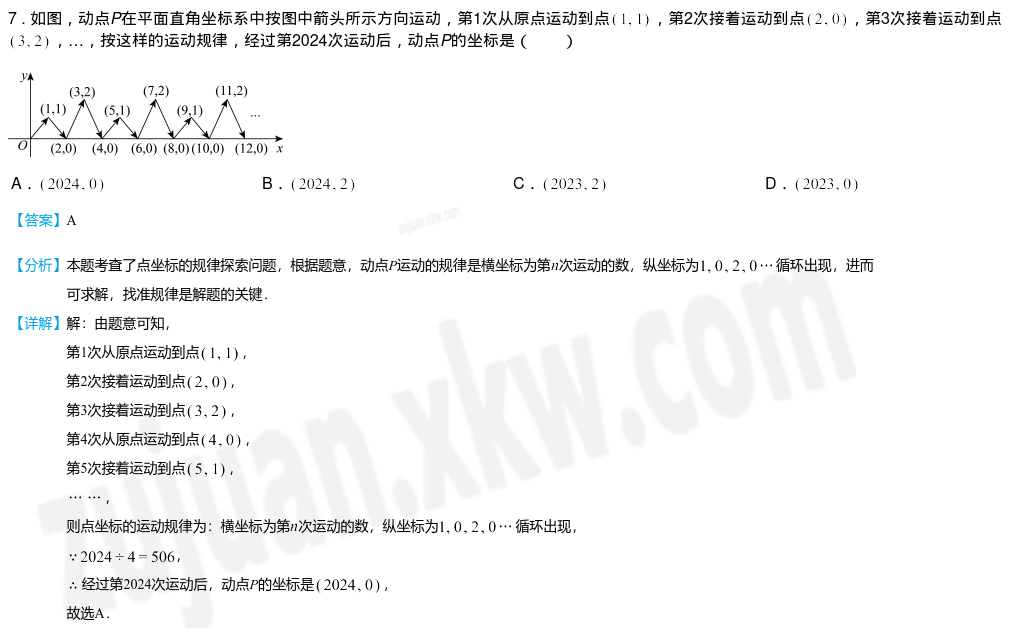 7．如图，动点P在平面直角坐标系中按图中箭头所示方向运动，第1次从原点运动到点(1,1)，第2次接着运动到点(2,0)，第3次接着运动到点
(3,2)，…，按这样的运动规律，经过第2024次运动后，动点P的坐标是（　　）
y
(3,2) (7,2) (11,2)
(1,1) (5,1) (9,1) …
O (2,0) (4,0) (6,0) (8,0) (10,0) (12,0) x
A．(2024,0) B．(2024,2) C．(2023,2) D．(2023,0)
【答案】A
zujuan.xkw.com
【分析】本题考查了点坐标的规律探索问题，根据题意，动点P运动的规律是横坐标为第n次运动的数，纵坐标为1,0,2,0⋯循环出现，进而
可求解，找准规律是解题的关键．
【详解】解：由题意可知，
第1次从原点运动到点(1,1)，
第2次接着运动到点(2,0)，
第3次接着运动到点(3,2)，
第4次从原点运动到点(4,0)，
第5次接着运动到点(5,1)，
⋯⋯，
则点坐标的运动规律为：横坐标为第n次运动的数，纵坐标为1,0,2,0⋯循环出现，
∵2024÷4=506，
∴经过第2024次运动后，动点P的坐标是(2024,0)，
故选A．
zujuan.xkw.com